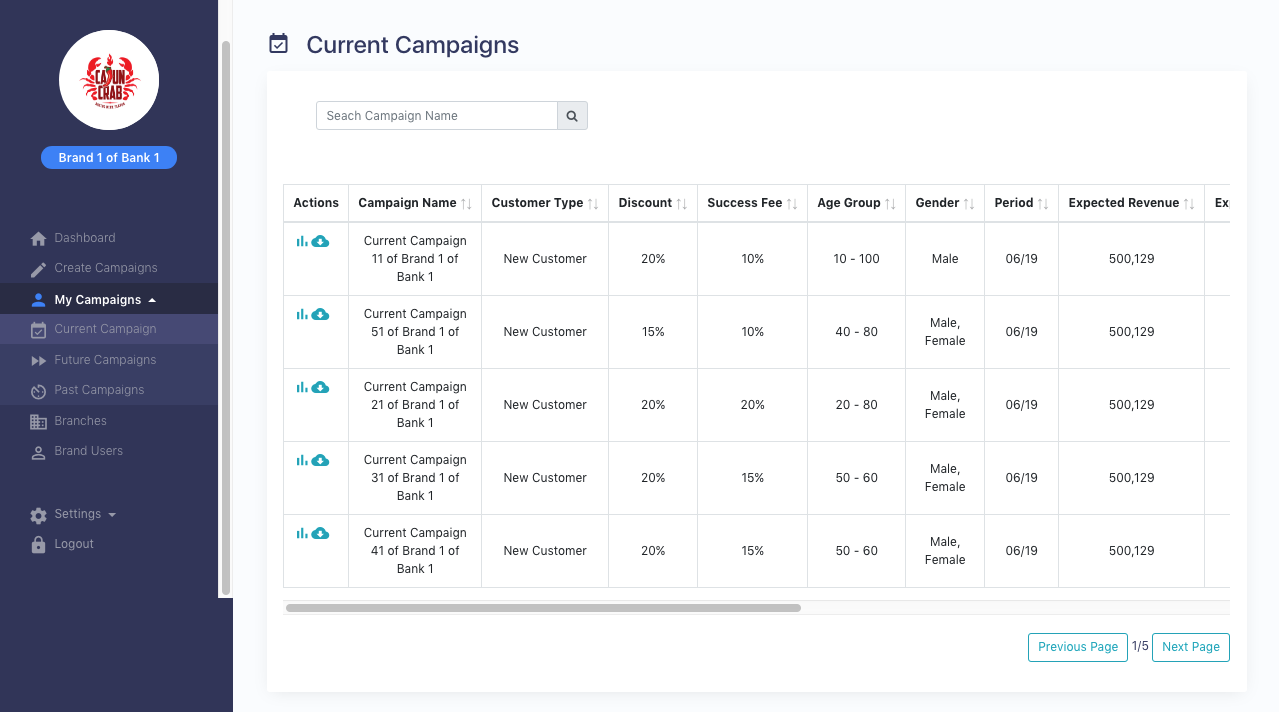 CAJUN
CRAB
Brand 1 of Bank 1
Dashboard
Create Campaigns
My Campaigns
Current Campaign
Future Campaigns
Past Campaigns
Branches
Brand Users
Settings
Logout
Current Campaigns
Seach Campaign Name
Actions Campaign Name Customer Type Discount Success Fee Age Group Gender Period Expected Revenue
Current Campaign
11 of Brand 1 of
Bank 1
New Customer 20% 10% 10 - 100 Male 06/19 500,129
Current Campaign
51 of Brand 1 of
Bank 1
New Customer 15% 10% 40 - 80 Male,
Female
06/19 500,129
Current Campaign
21 of Brand 1 of
Bank 1
New Customer 20% 20% 20 - 80 Male,
Female
06/19 500,129
Current Campaign
31 of Brand 1 of
Bank 1
New Customer 20% 15% 50 - 60 Male,
Female
06/19 500,129
Current Campaign
41 of Brand 1 of
Bank 1
New Customer 20% 15% 50 - 60 Male,
Female
06/19 500,129
Previous Page 1/5 Next Page